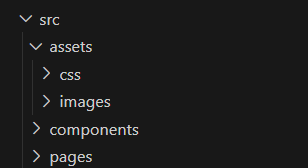 src
assets
css
images
components
pages